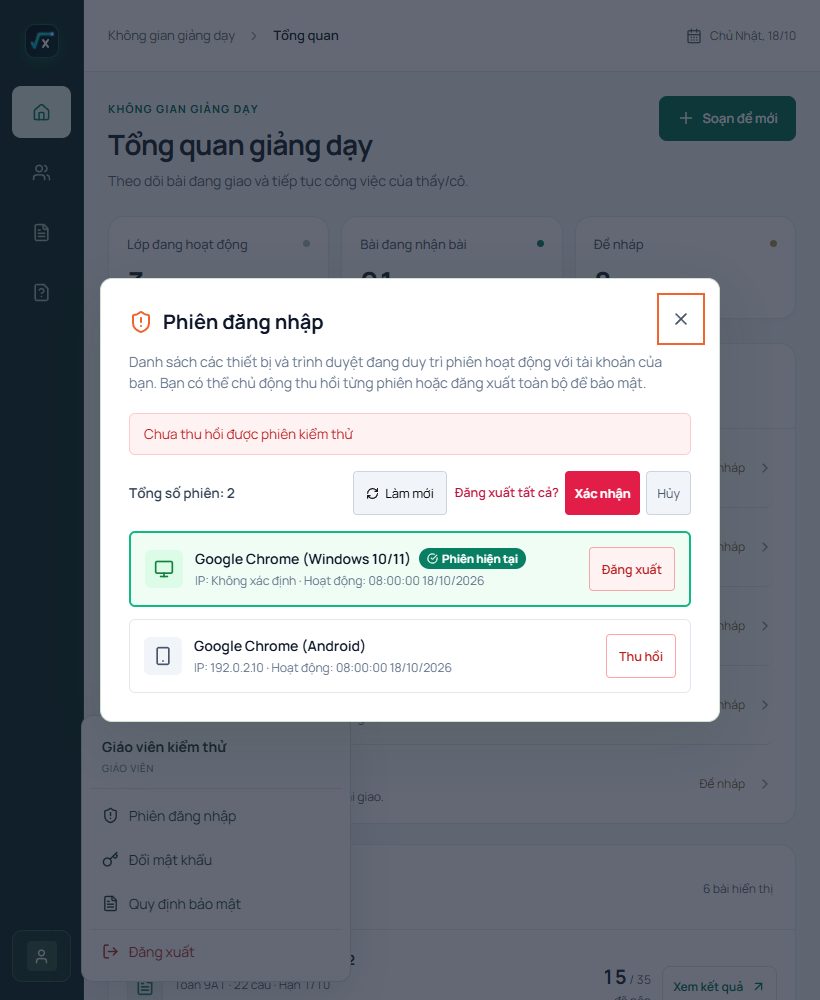 √x
Không gian giảng dạy > Tổng quan
Chủ Nhật, 18/10
KHÔNG GIAN GIẢNG DẠY
Tổng quan giảng dạy
Theo dõi bài đang giao và tiếp tục công việc của thầy/cô.
Soạn đề mới
Lớp đang hoạt động
Bài đang nhận bài
Đề nháp
Phiên đăng nhập
Danh sách các thiết bị và trình duyệt đang duy trì phiên hoạt động với tài khoản của
bạn. Bạn có thể chủ động thu hồi từng phiên hoặc đăng xuất toàn bộ để bảo mật.
Chưa thu hồi được phiên kiểm thử
Tổng số phiên: 2
Làm mới
Đăng xuất tất cả?
Xác nhận
Hủy
Google Chrome (Windows 10/11)
Phiên hiện tại
IP: Không xác định · Hoạt động: 08:00:00 18/10/2026
Đăng xuất
Google Chrome (Android)
IP: 192.0.2.10 · Hoạt động: 08:00:00 18/10/2026
Thu hồi
Giáo viên kiểm thử
GIÁO VIÊN
Phiên đăng nhập
Đổi mật khẩu
Quy định bảo mật
Đăng xuất
giao.
Đề nháp
6 bài hiển thị
Toán 9A1 · 22 câu · Hạn 17/10
15 / 35
Xem kết quả